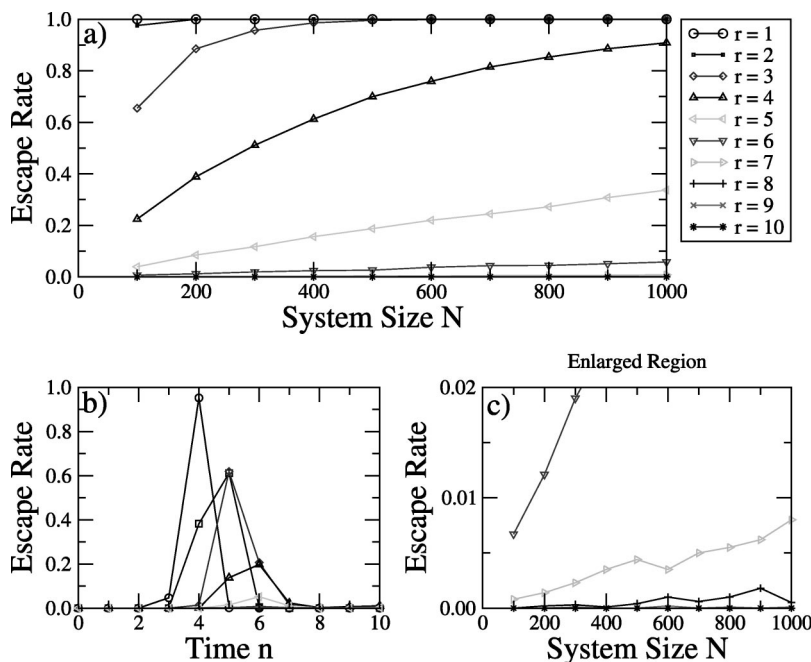 a)
Escape Rate
1.0
0.8
0.6
0.4
0.2
0.0
0 200 400 600 800 1000
System Size N
r = 1
r = 2
r = 3
r = 4
r = 5
r = 6
r = 7
r = 8
r = 9
r = 10
b)
Escape Rate
1.0
0.8
0.6
0.4
0.2
0.0
0 2 4 6 8 10
Time n
Enlarged Region
c)
Escape Rate
0.02
0.01
0.00
0 200 400 600 800 1000
System Size N